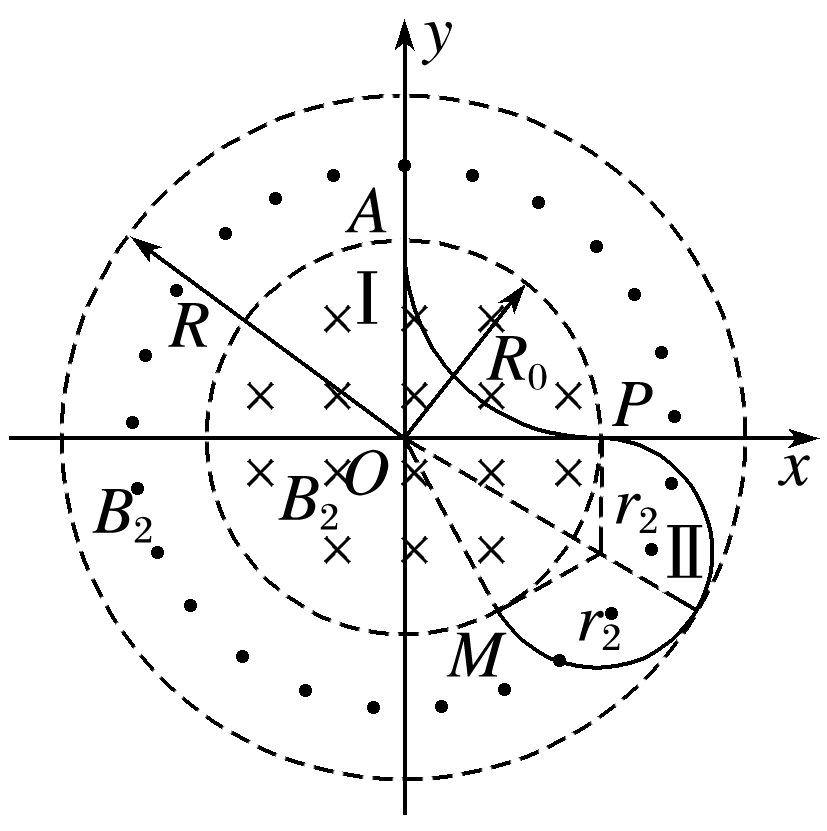 y
A
Ⅰ
R
R₀
P
O
x
B₂
B₂
r₂
Ⅱ
r₂
M